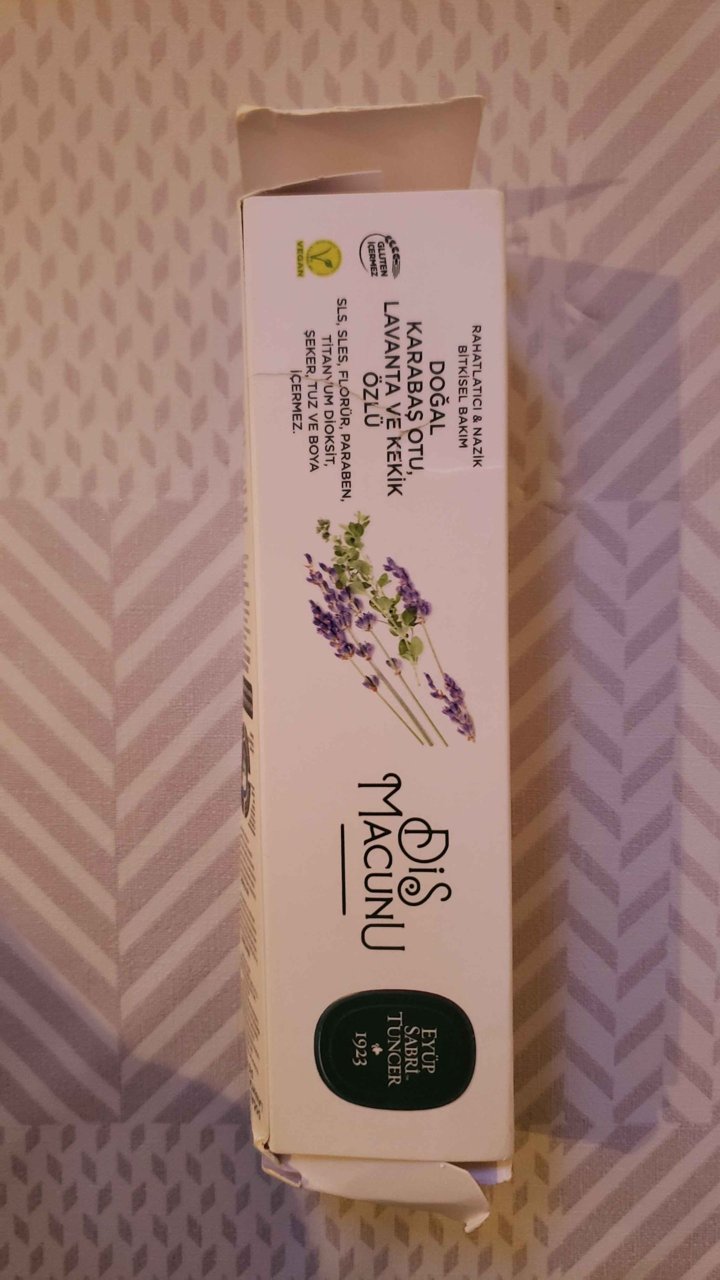 RAHATLATICI & NAZİK
BİTKİSEL BAKIM
DOĞAL
KARABAŞ OTU,
LAVANTA VE KEKİK
ÖZLÜ
GLUTEN
İÇERMEZ
VEGAN
SLS, SLES, FLORÜR, PARABEN,
TİTANYUM DİOKSİT,
ŞEKER, TUZ VE BOYA
İÇERMEZ.
DİŞ
MACUNU
EYÜP
SABRİ
TUNCER
1923